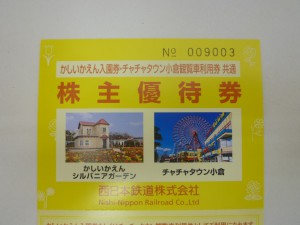 No 009003
かしいかえん入園券・チャチャタウン小倉観覧車利用券 共通
株主優待券
かしいかえん
シルバニアガーデン
チャチャタウン小倉
西日本鉄道株式会社
Nishi-Nippon Railroad Co.,Ltd